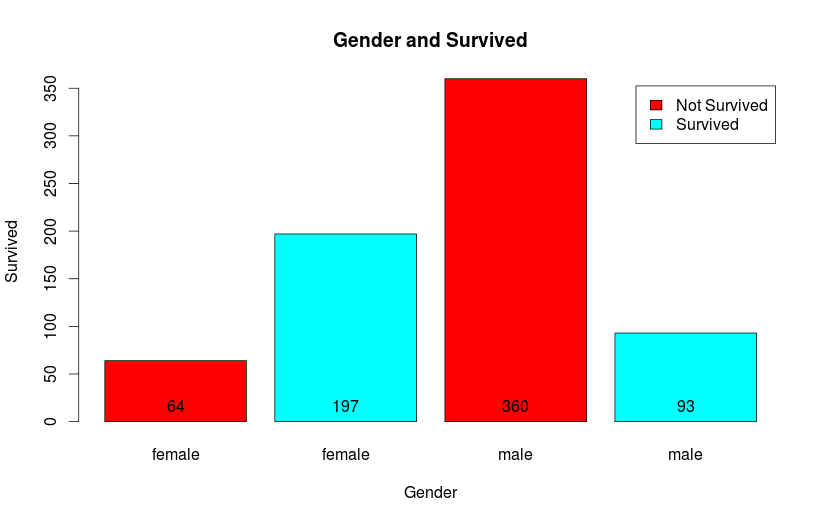 Gender and Survived
Not Survived
Survived
Survived
350
300
250
200
150
100
50
0
64
197
360
93
female
female
male
male
Gender